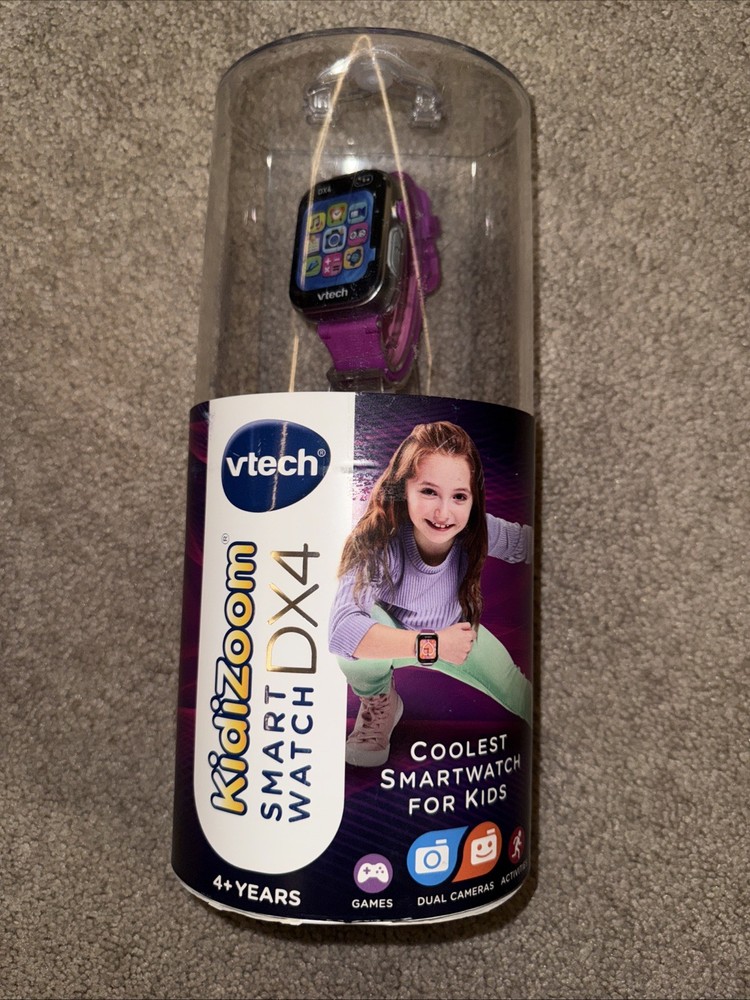 DX4
vtech
vtech®
KidiZoom®
SMART
WATCH
DX4
COOLEST
SMARTWATCH
FOR KIDS
4+YEARS
GAMES
DUAL CAMERAS